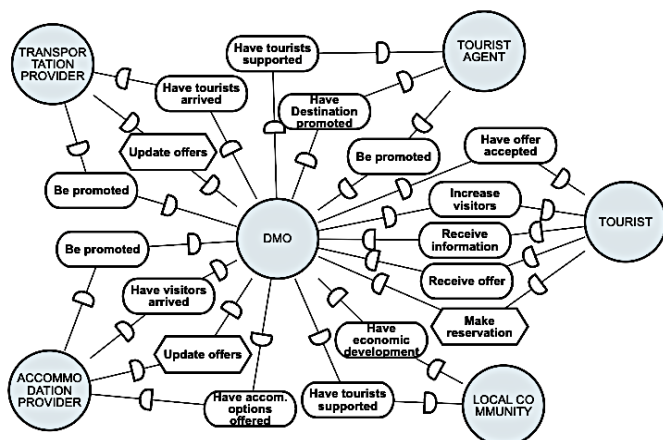 TRANSPOR
TATION
PROVIDER
Have tourists
supported
TOURIST
AGENT
Have tourists
arrived
Have
Destination
promoted
Have offer
accepted
Update offers
Be promoted
Be promoted
Increase
visitors
TOURIST
DMO
Receive
information
Be promoted
Receive offer
Have visitors
arrived
Make
reservation
Have
economic
development
Update offers
ACCOMMO
DATION
PROVIDER
Have accom.
options
offered
Have tourists
supported
LOCAL CO
MMUNITY